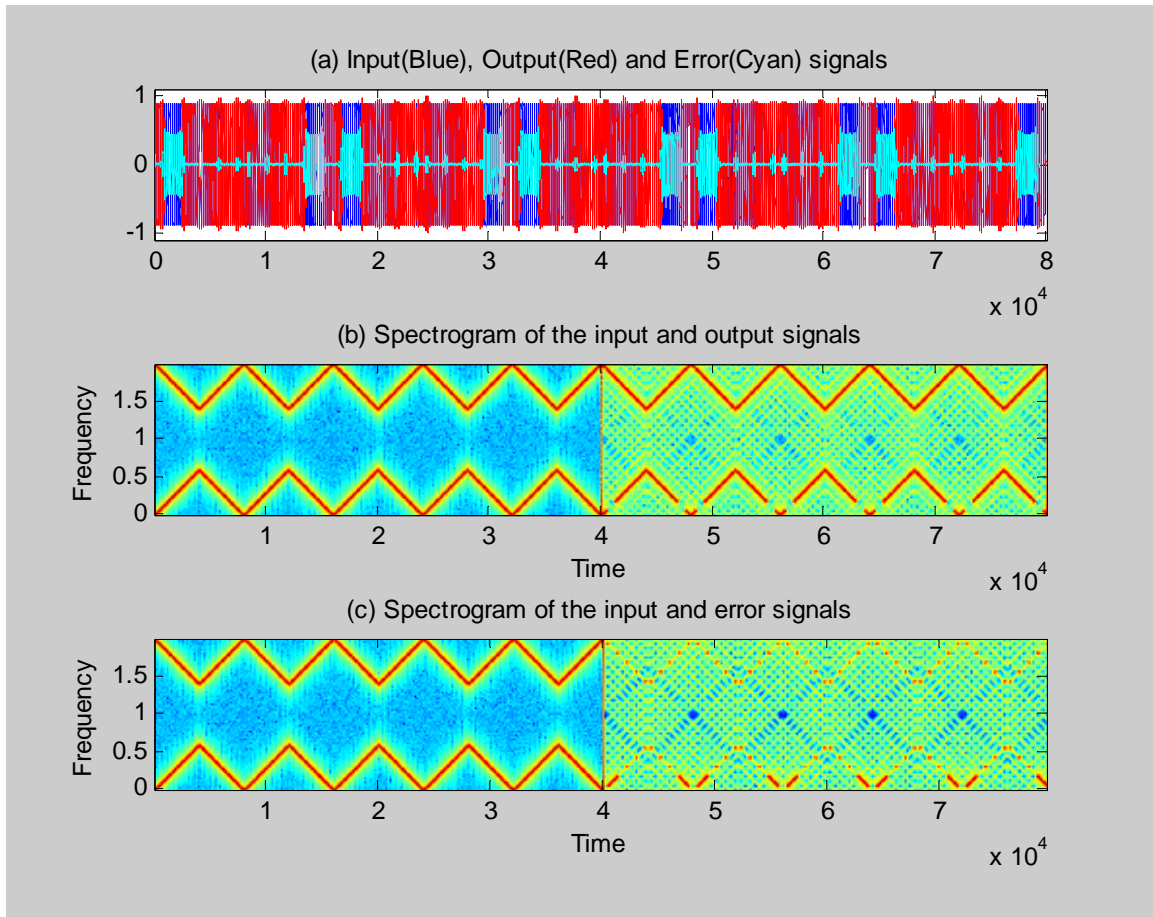 (a) Input(Blue), Output(Red) and Error(Cyan) signals
1
0
-1
0 1 2 3 4 5 6 7 8
x 10^4
(b) Spectrogram of the input and output signals
Frequency
1.5
1
0.5
0
1 2 3 4 5 6 7
Time
x 10^4
(c) Spectrogram of the input and error signals
Frequency
1.5
1
0.5
0
1 2 3 4 5 6 7
Time
x 10^4